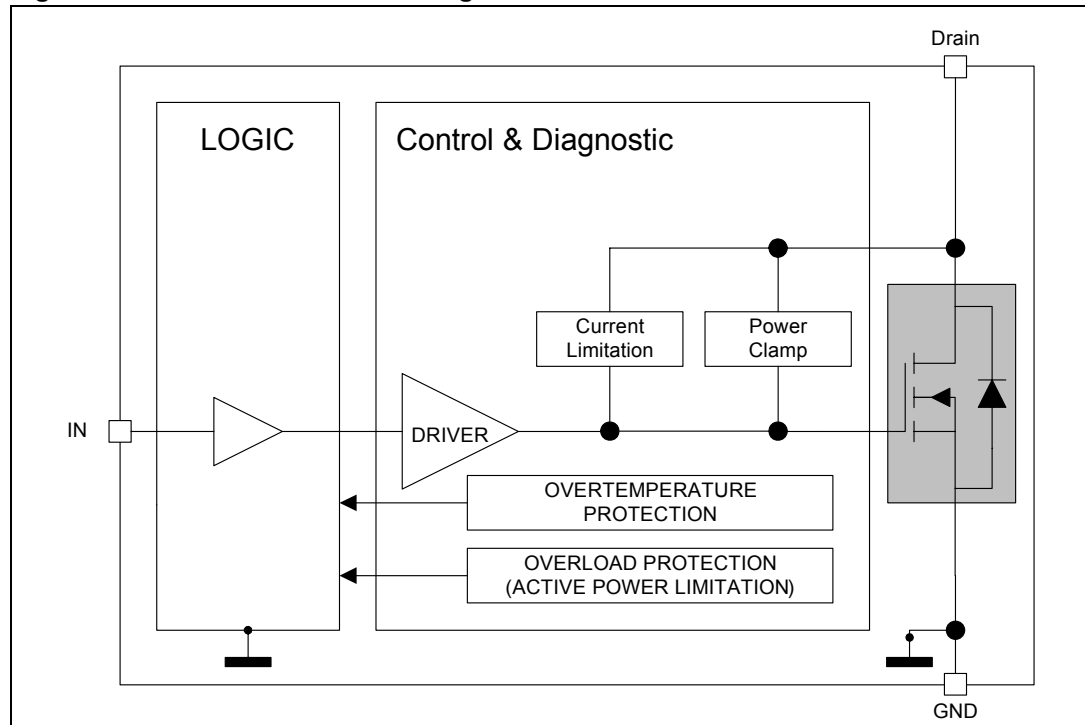 Drain
LOGIC
Control & Diagnostic
Current
Limitation
Power
Clamp
IN
DRIVER
OVERTEMPERATURE
PROTECTION
OVERLOAD PROTECTION
(ACTIVE POWER LIMITATION)
GND